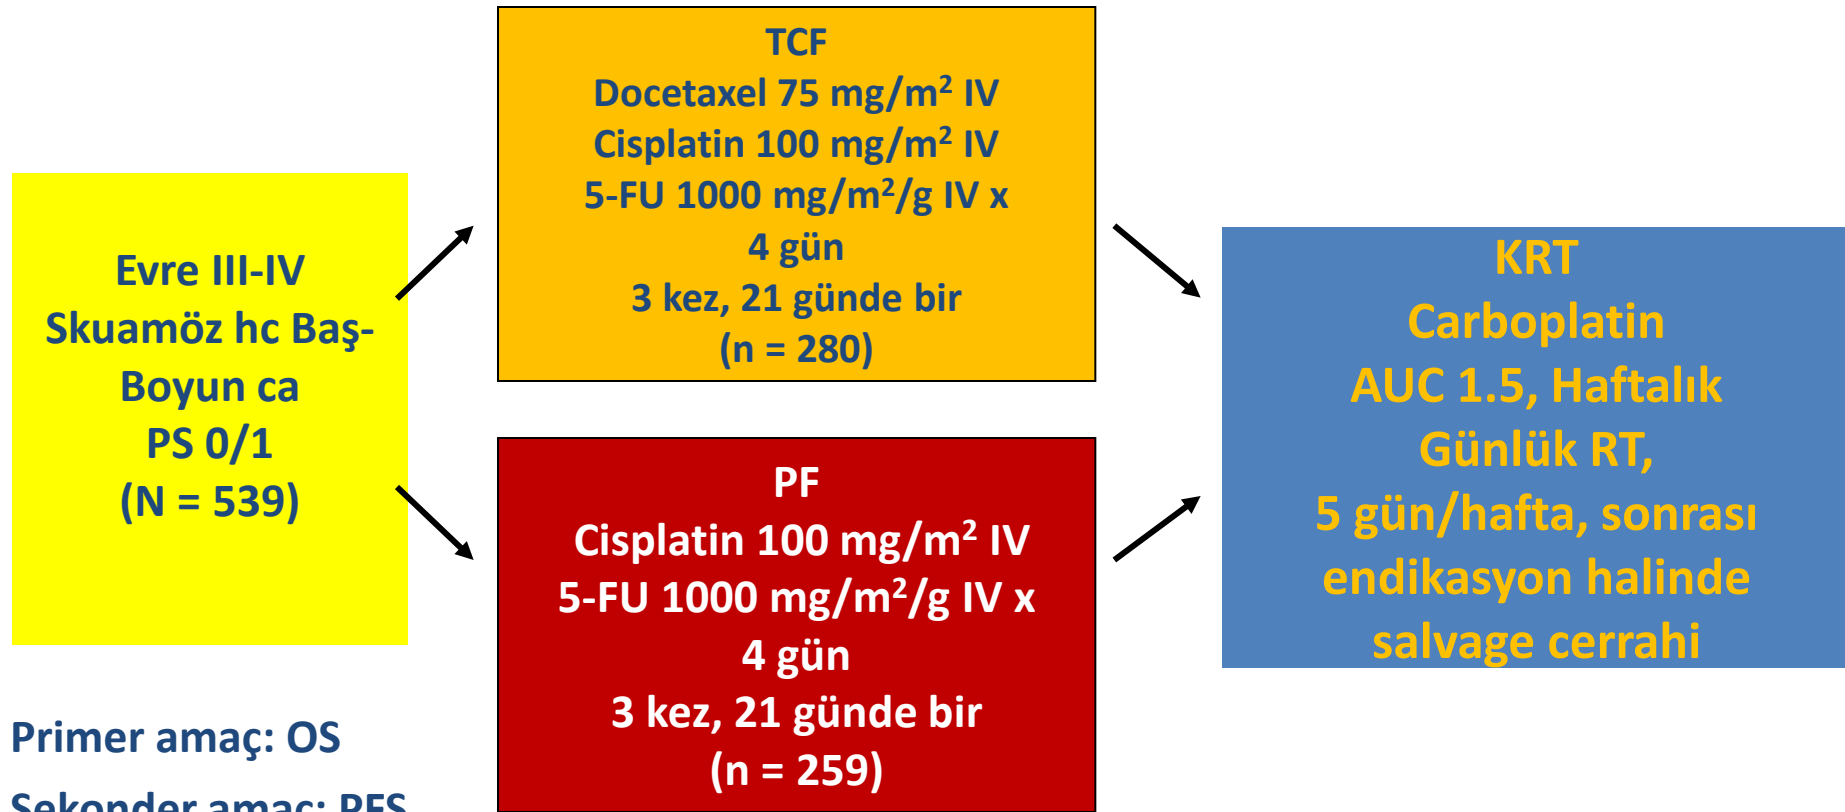 Evre III-IV
Skuamöz hc Baş-
Boyun ca
PS 0/1
(N = 539)
TCF
Docetaxel 75 mg/m² IV
Cisplatin 100 mg/m² IV
5-FU 1000 mg/m²/g IV x
4 gün
3 kez, 21 günde bir
(n = 280)
PF
Cisplatin 100 mg/m² IV
5-FU 1000 mg/m²/g IV x
4 gün
3 kez, 21 günde bir
(n = 259)
KRT
Carboplatin
AUC 1.5, Haftalık
Günlük RT,
5 gün/hafta, sonrası
endikasyon halinde
salvage cerrahi
Primer amaç: OS
Sekonder amaç: PFS